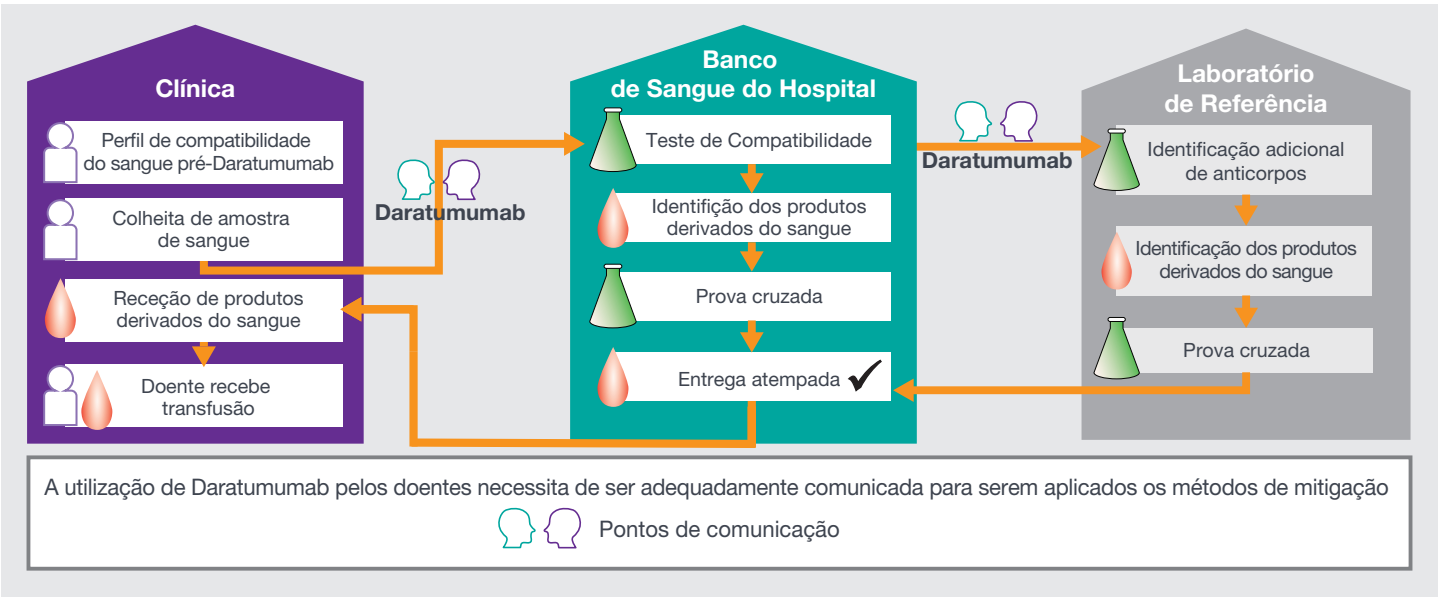 Clínica
Perfil de compatibilidade
do sangue pré-Daratumumab
Colheita de amostra
de sangue
Receção de produtos
derivados do sangue
Doente recebe
transfusão
Daratumumab
Banco
de Sangue do Hospital
Teste de Compatibilidade
Identifição dos produtos
derivados do sangue
Prova cruzada
Entrega atempada
Daratumumab
Laboratório
de Referência
Identificação adicional
de anticorpos
Identificação dos produtos
derivados do sangue
Prova cruzada
A utilização de Daratumumab pelos doentes necessita de ser adequadamente comunicada para serem aplicados os métodos de mitigação
Pontos de comunicação